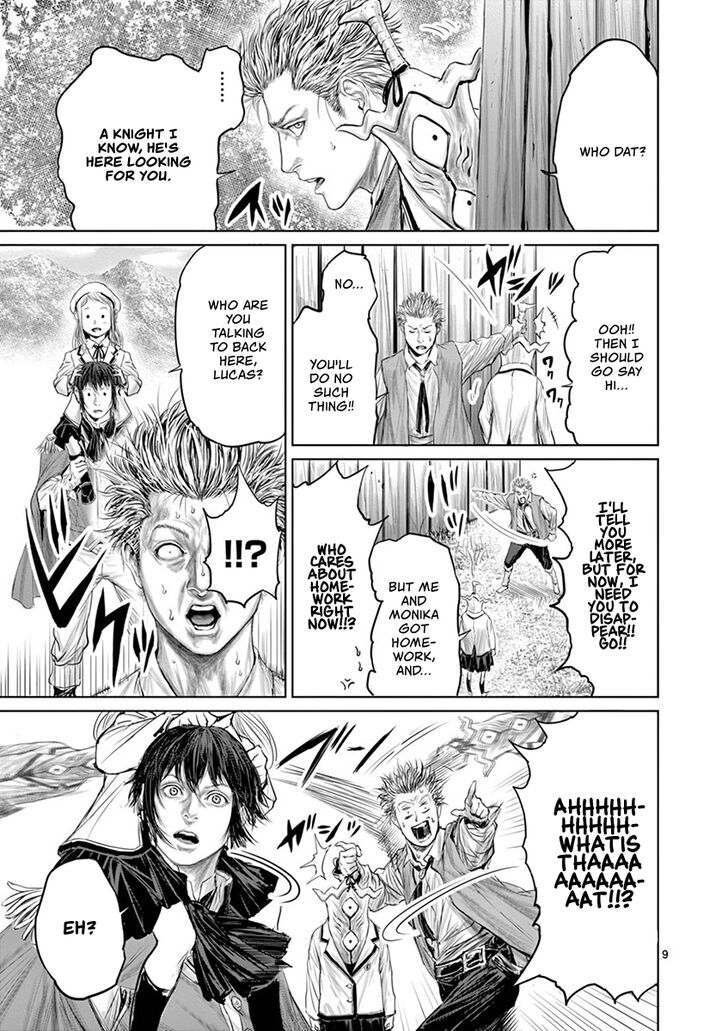 WHO DAT?
........
A KNIGHT I
KNOW, HE'S
HERE LOOKING
FOR YOU.
OOH!!
THEN I
SHOULD
GO SAY
HI...
NO...
YOU'LL
DO NO
SUCH
THING!!
I'LL
TELL
YOU
MORE
LATER,
BUT FOR
NOW, I
NEED
YOU TO
DISAP-
PEAR!!
GO!!
BUT ME
AND
MONIKA
GOT
HOME-
WORK,
AND...
WHO
CARES
ABOUT
HOME-
WORK
RIGHT
NOW!!?
WHO ARE
YOU
TALKING
TO BACK
HERE,
LUCAS?
!!?
AHHHHH-
HHHHH-
WHATIS
THAAAA
AAAAAA-
AAT!!?
EH?
9